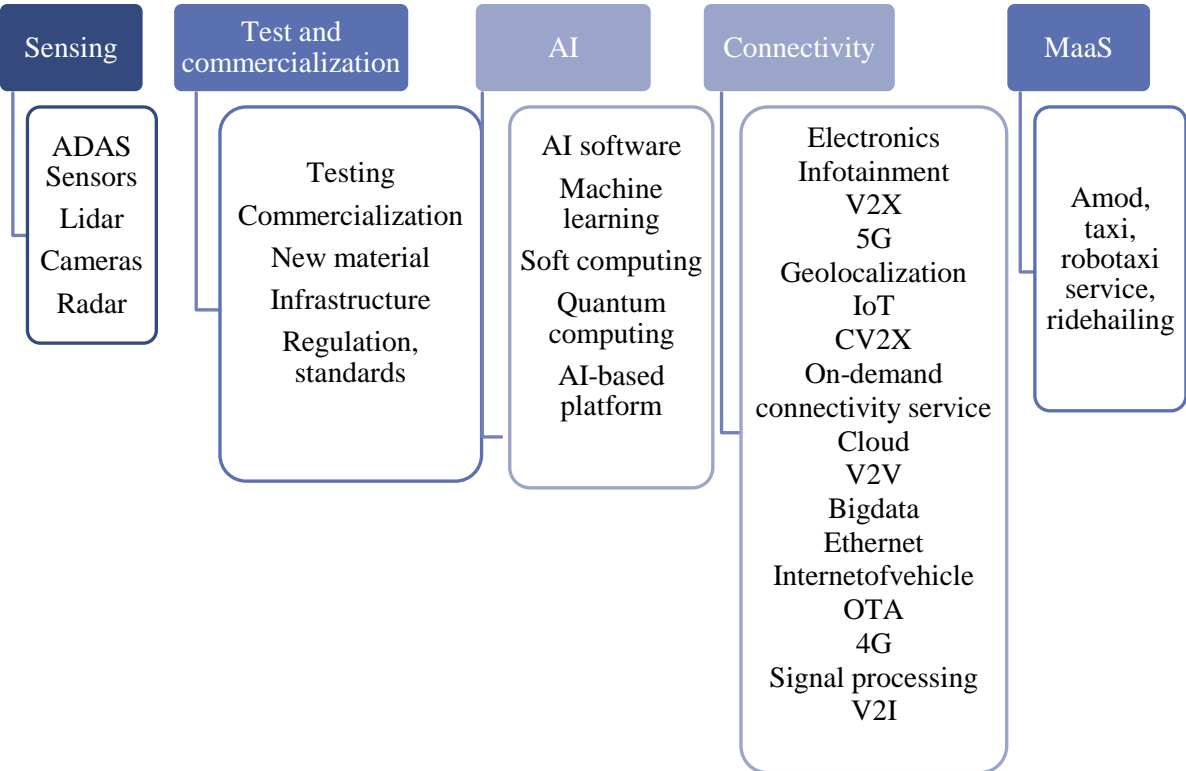 Sensing
ADAS
Sensors
Lidar
Cameras
Radar
Test and
commercialization
Testing
Commercialization
New material
Infrastructure
Regulation,
standards
AI
AI software
Machine
learning
Soft computing
Quantum
computing
AI-based
platform
Connectivity
Electronics
Infotainment
V2X
5G
Geolocalization
IoT
CV2X
On-demand
connectivity service
Cloud
V2V
Bigdata
Ethernet
Internetofvehicle
OTA
4G
Signal processing
V2I
MaaS
Amod,
taxi,
robotaxi
service,
ridehailing